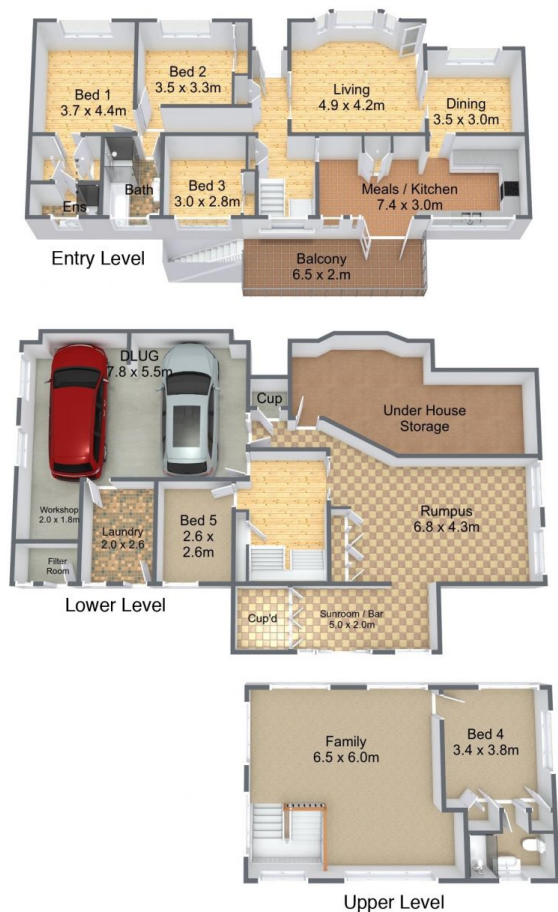 Bed 1
3.7 x 4.4m
Bed 2
3.5 x 3.3m
Living
4.9 x 4.2m
Dining
3.5 x 3.0m
Ens
Bath
Bed 3
3.0 x 2.8m
Meals / Kitchen
7.4 x 3.0m
Balcony
6.5 x 2.m
Entry Level
DLUG
7.8 x 5.5m
Cup
Under House
Storage
Workshop
2.0 x 1.8m
Laundry
2.0 x 2.6
Bed 5
2.6 x
2.6m
Rumpus
6.8 x 4.3m
Filter
Room
Cup'd
Sunroom / Bar
5.0 x 2.0m
Lower Level
Family
6.5 x 6.0m
Bed 4
3.4 x 3.8m
Upper Level